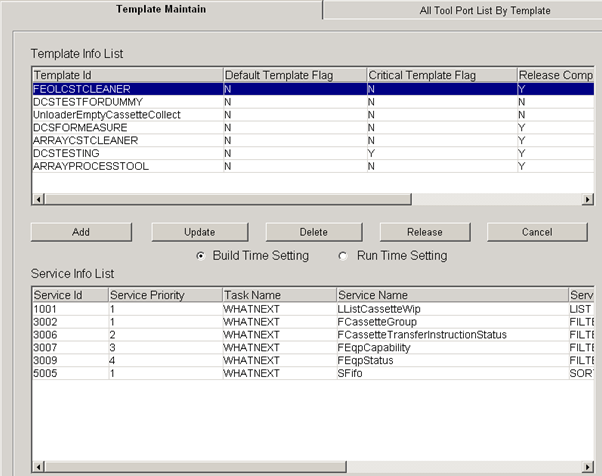 Template Maintain All Tool Port List By Template
Template Info List
Template Id Default Template Flag Critical Template Flag Release Comp
FEOLCSTCLEANER N N Y
DCSTESTFORDUMMY N N N
UnloaderEmptyCassetteCollect N N N
DCSFORMEASURE N N Y
ARRAYCSTCLEANER N N Y
DCSTESTING N Y Y
ARRAYPROCESSTOOL N N Y
Add Update Delete Release Cancel
Build Time Setting Run Time Setting
Service Info List
Service Id Service Priority Task Name Service Name Serv
1001 1 WHATNEXT LListCassetteWip LIST
3002 1 WHATNEXT FCassetteGroup FILTE
3006 2 WHATNEXT FCassetteTransferInstructionStatus FILTE
3007 3 WHATNEXT FEqpCapability FILTE
3009 4 WHATNEXT FEqpStatus FILTE
5005 1 WHATNEXT SFifo SOR